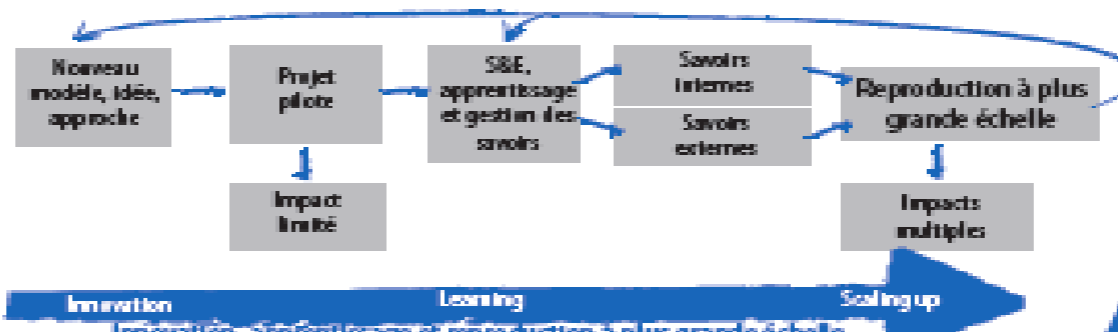 Nouveau
modèle, idée,
approche
Projet
pilote
S&E,
apprentissage
et gestion des
savoirs
Savoirs
internes
Savoirs
externes
Reproduction à plus
grande échelle
Impact
limité
Impacts
multiples
Innovation
Learning
Scaling up